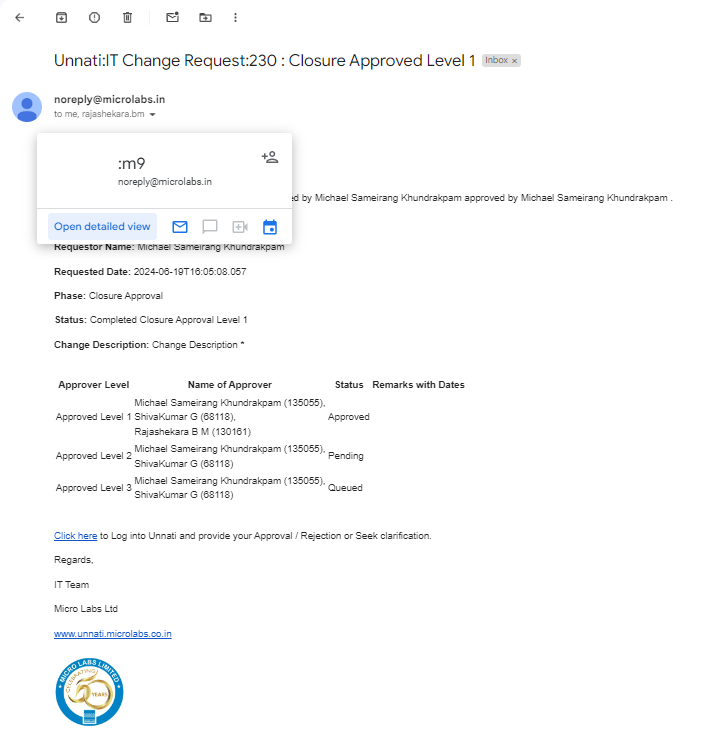 Unnati:IT Change Request:230 : Closure Approved Level 1 Inbox ×
noreply@microlabs.in
to me, rajashekara.bm
:m9
noreply@microlabs.in
by Michael Sameirang Khundrakpam approved by Michael Sameirang Khundrakpam .
Open detailed view
Requestor Name: Michael Sameirang Khundrakpam
Requested Date: 2024-06-19T16:05:08.057
Phase: Closure Approval
Status: Completed Closure Approval Level 1
Change Description: Change Description *
Approver Level Name of Approver Status Remarks with Dates
Michael Sameirang Khundrakpam (135055),
Approved Level 1 ShivaKumar G (68118), Approved
Rajashekara B M (130161)
Michael Sameirang Khundrakpam (135055),
Approved Level 2 Pending
ShivaKumar G (68118)
Michael Sameirang Khundrakpam (135055),
Approved Level 3 Queued
ShivaKumar G (68118)
Click here to Log into Unnati and provide your Approval / Rejection or Seek clarification.
Regards,
IT Team
Micro Labs Ltd
www.unnati.microlabs.co.in
MICRO LABS LIMITED
CELEBRATING
50 YEARS